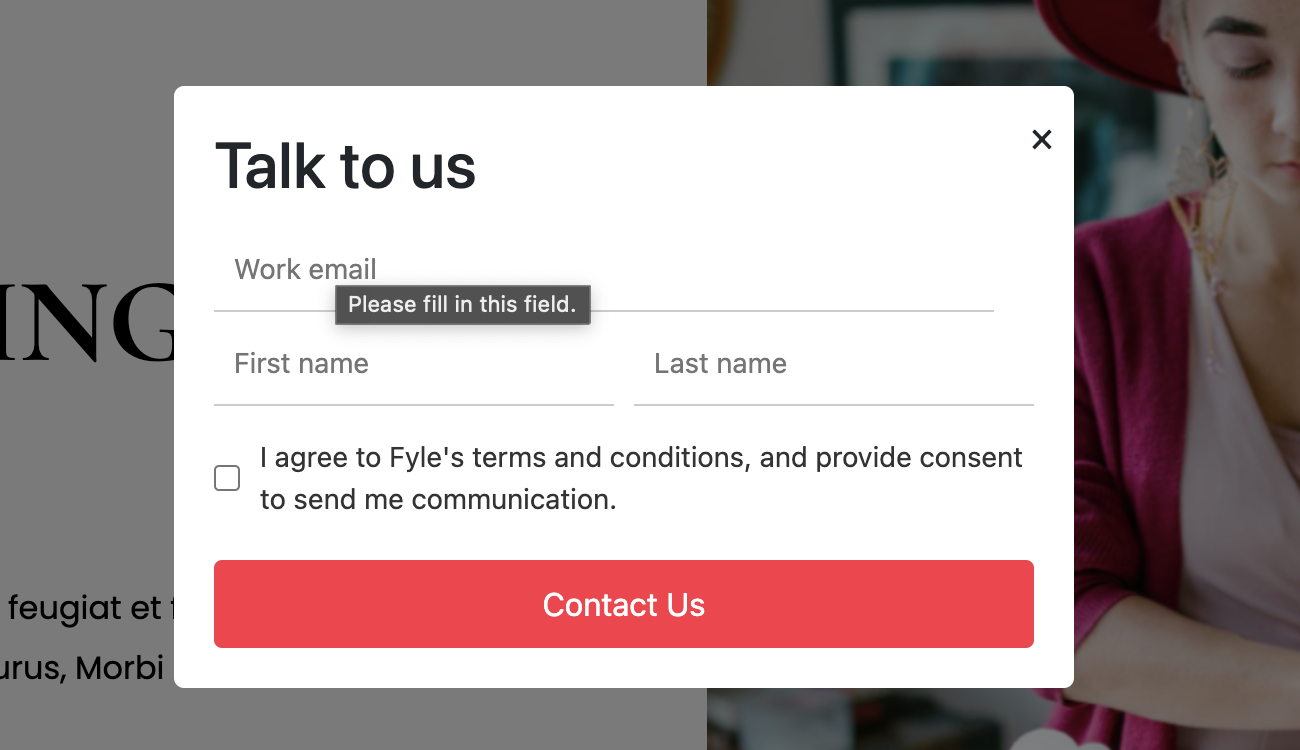 Talk to us
×
Work email
Please fill in this field.
ING
First name
Last name
I agree to Fyle's terms and conditions, and provide consent
to send me communication.
feugiat et
Contact Us
urus, Morbi